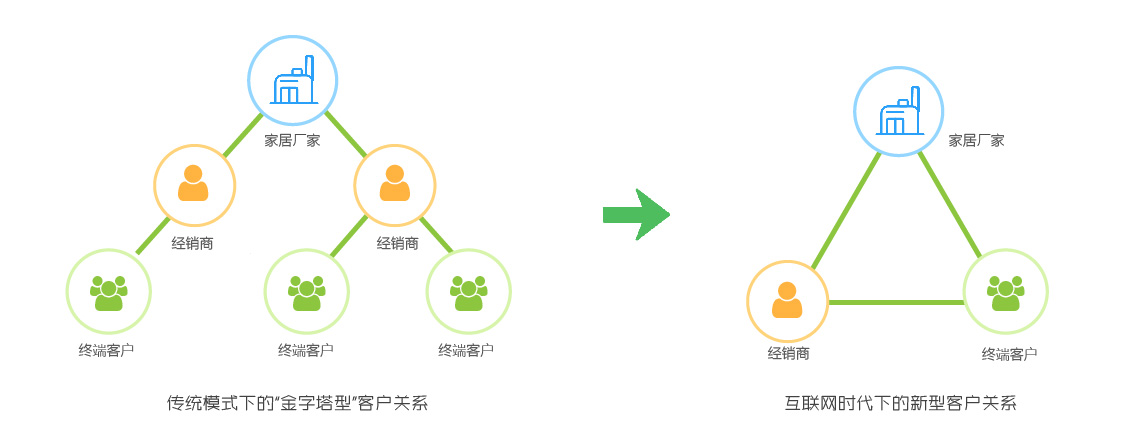 家居厂家
经销商
经销商
终端客户
终端客户
终端客户
传统模式下的“金字塔型”客户关系
家居厂家
经销商
终端客户
互联网时代下的新型客户关系